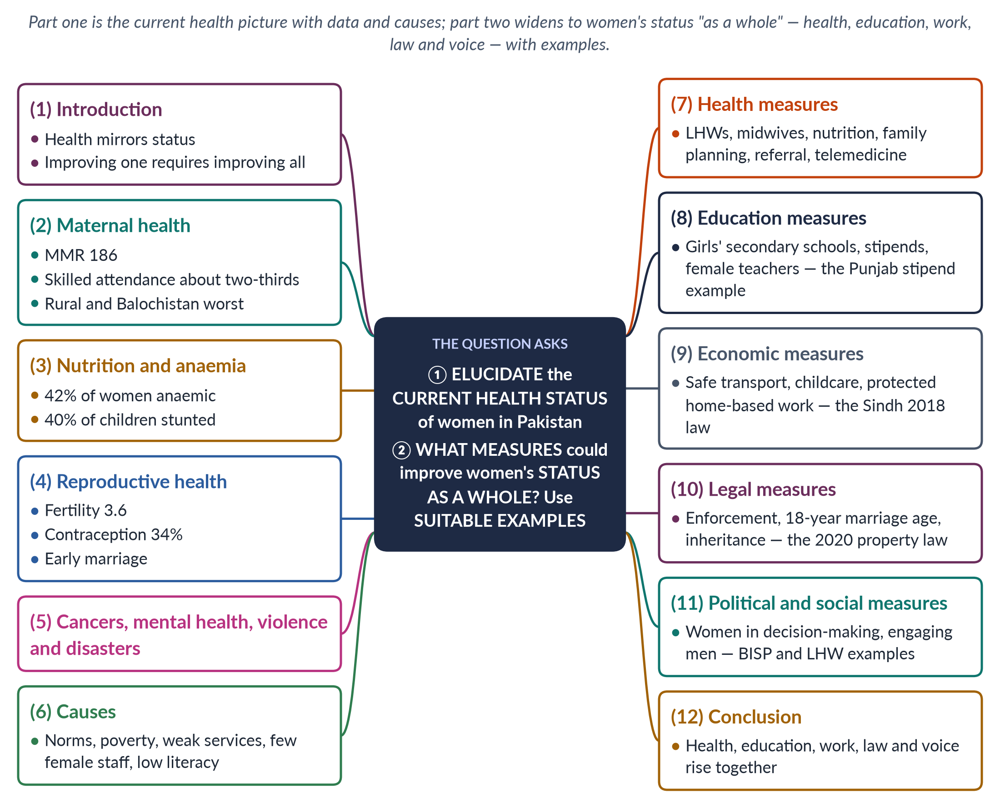 Part one is the current health picture with data and causes; part two widens to women's status "as a whole" — health, education, work,
law and voice — with examples.
(1) Introduction
• Health mirrors status
• Improving one requires improving all
(2) Maternal health
• MMR 186
• Skilled attendance about two-thirds
• Rural and Balochistan worst
(3) Nutrition and anaemia
• 42% of women anaemic
• 40% of children stunted
(4) Reproductive health
• Fertility 3.6
• Contraception 34%
• Early marriage
(5) Cancers, mental health, violence
and disasters
(6) Causes
• Norms, poverty, weak services, few
female staff, low literacy
THE QUESTION ASKS
① ELUCIDATE the
CURRENT HEALTH STATUS
of women in Pakistan
② WHAT MEASURES could
improve women's STATUS
AS A WHOLE? Use
SUITABLE EXAMPLES
(7) Health measures
• LHWs, midwives, nutrition, family
planning, referral, telemedicine
(8) Education measures
• Girls' secondary schools, stipends,
female teachers — the Punjab stipend
example
(9) Economic measures
• Safe transport, childcare, protected
home-based work — the Sindh 2018
law
(10) Legal measures
• Enforcement, 18-year marriage age,
inheritance — the 2020 property law
(11) Political and social measures
• Women in decision-making, engaging
men — BISP and LHW examples
(12) Conclusion
• Health, education, work, law and voice
rise together